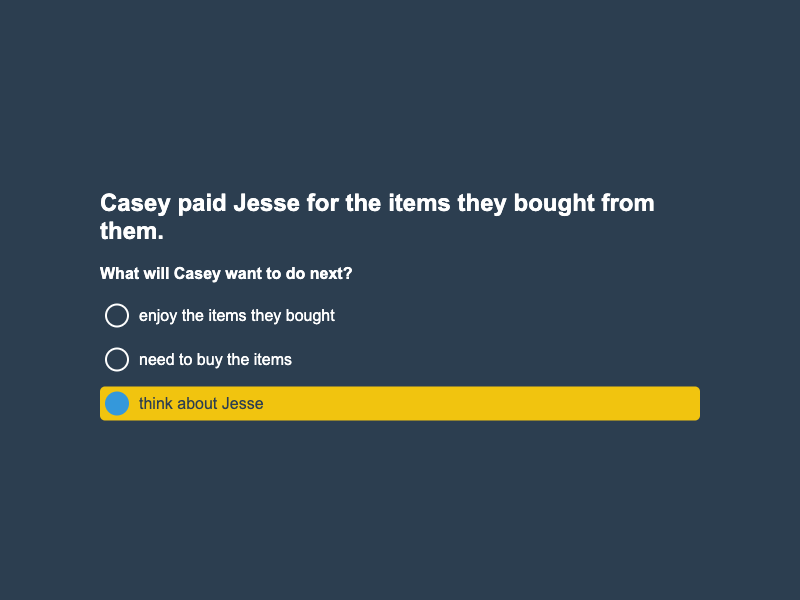 Casey paid Jesse for the items they bought from
them.
What will Casey want to do next?
enjoy the items they bought
need to buy the items
think about Jesse